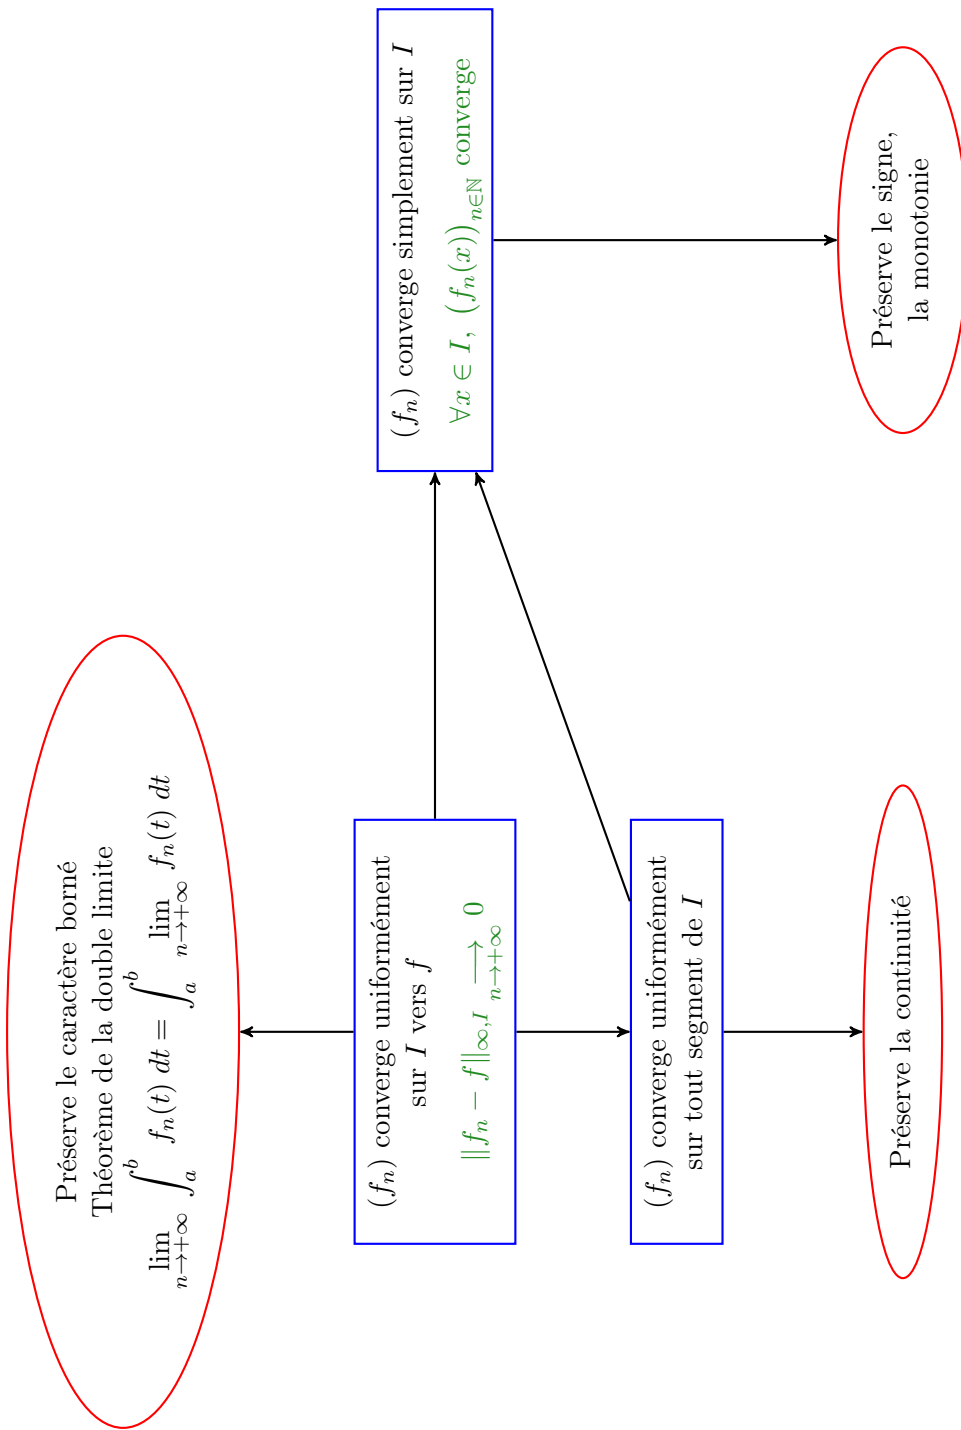 Préserve le caractère borné
Théorème de la double limite
$\lim_{n \to +\infty} \int_a^b f_n(t) \, dt = \int_a^b \lim_{n \to +\infty} f_n(t) \, dt$
$(f_n)$ converge uniformément
sur $I$ vers $f$
$\|f_n - f\|_{\infty, I} \underset{n \to +\infty}{\longrightarrow} 0$
$(f_n)$ converge simplement sur $I$
$\forall x \in I, \ (f_n(x))_{n \in \mathbb{N}}$ converge
$(f_n)$ converge uniformément
sur tout segment de $I$
Préserve la continuité
Préserve le signe,
la monotonie